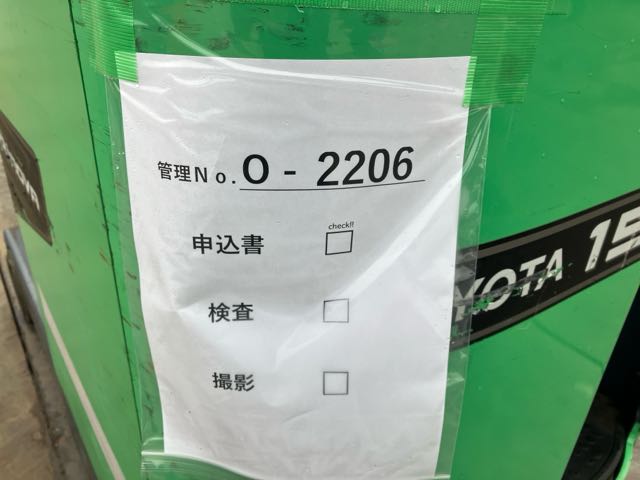 管理No.O-2206
check!!
申込書 □
検査 □
撮影 □
YOTA 15